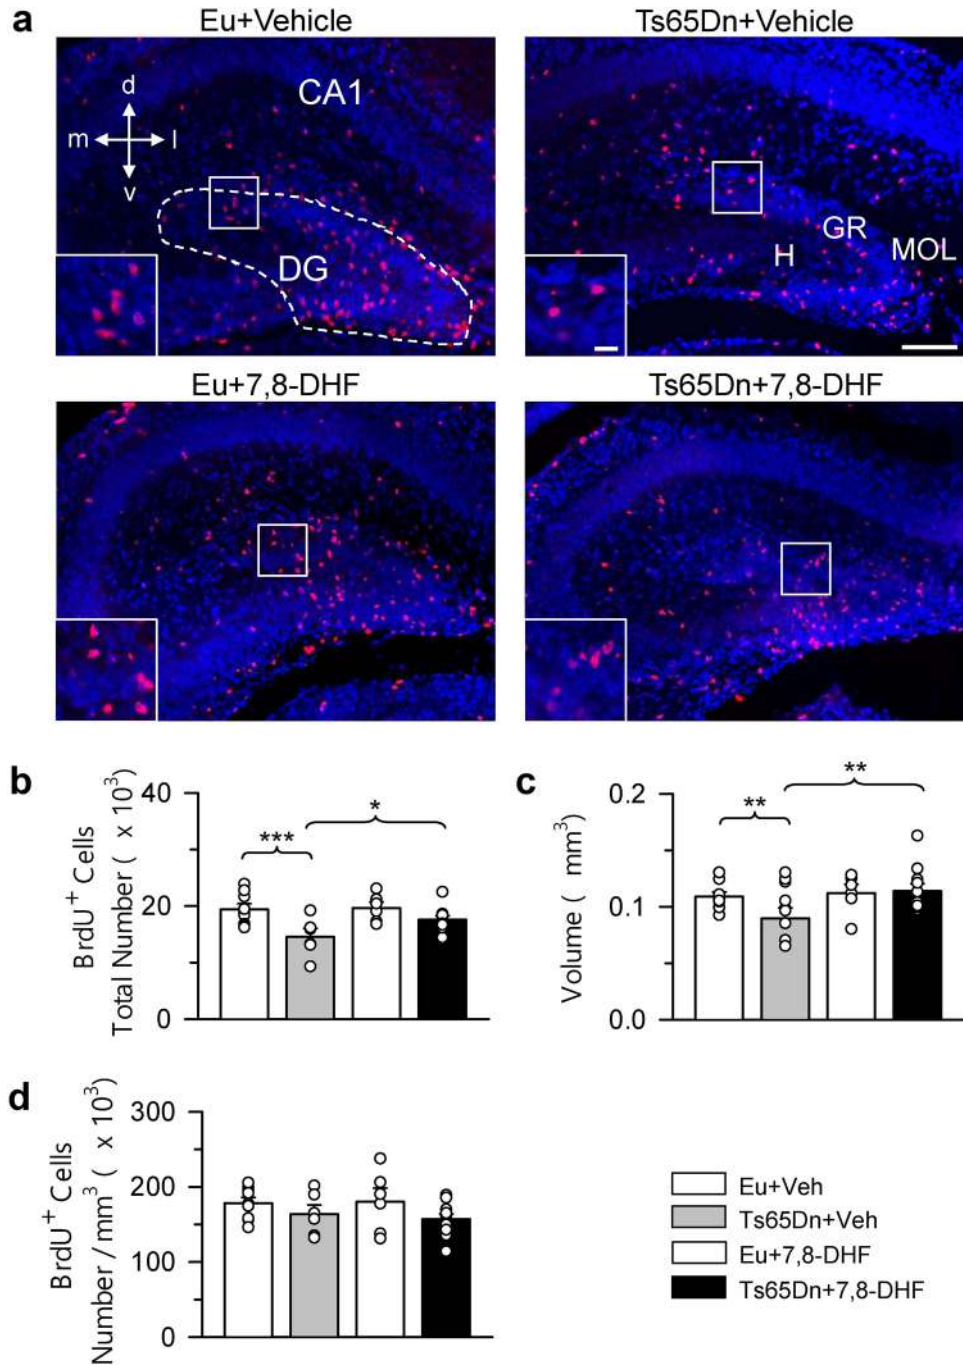 a
Eu+Vehicle
Ts65Dn+Vehicle
d
m
l
v
CA1
DG
GR
H
MOL
Eu+7,8-DHF
Ts65Dn+7,8-DHF
b
BrdU+ Cells
Total Number ( x 10³)
40
20
0
***
*
c
Volume ( mm³)
0.2
0.1
0.0
**
**
d
BrdU+ Cells
Number / mm³ ( x 10³)
300
200
100
0
Eu+Veh
Ts65Dn+Veh
Eu+7,8-DHF
Ts65Dn+7,8-DHF